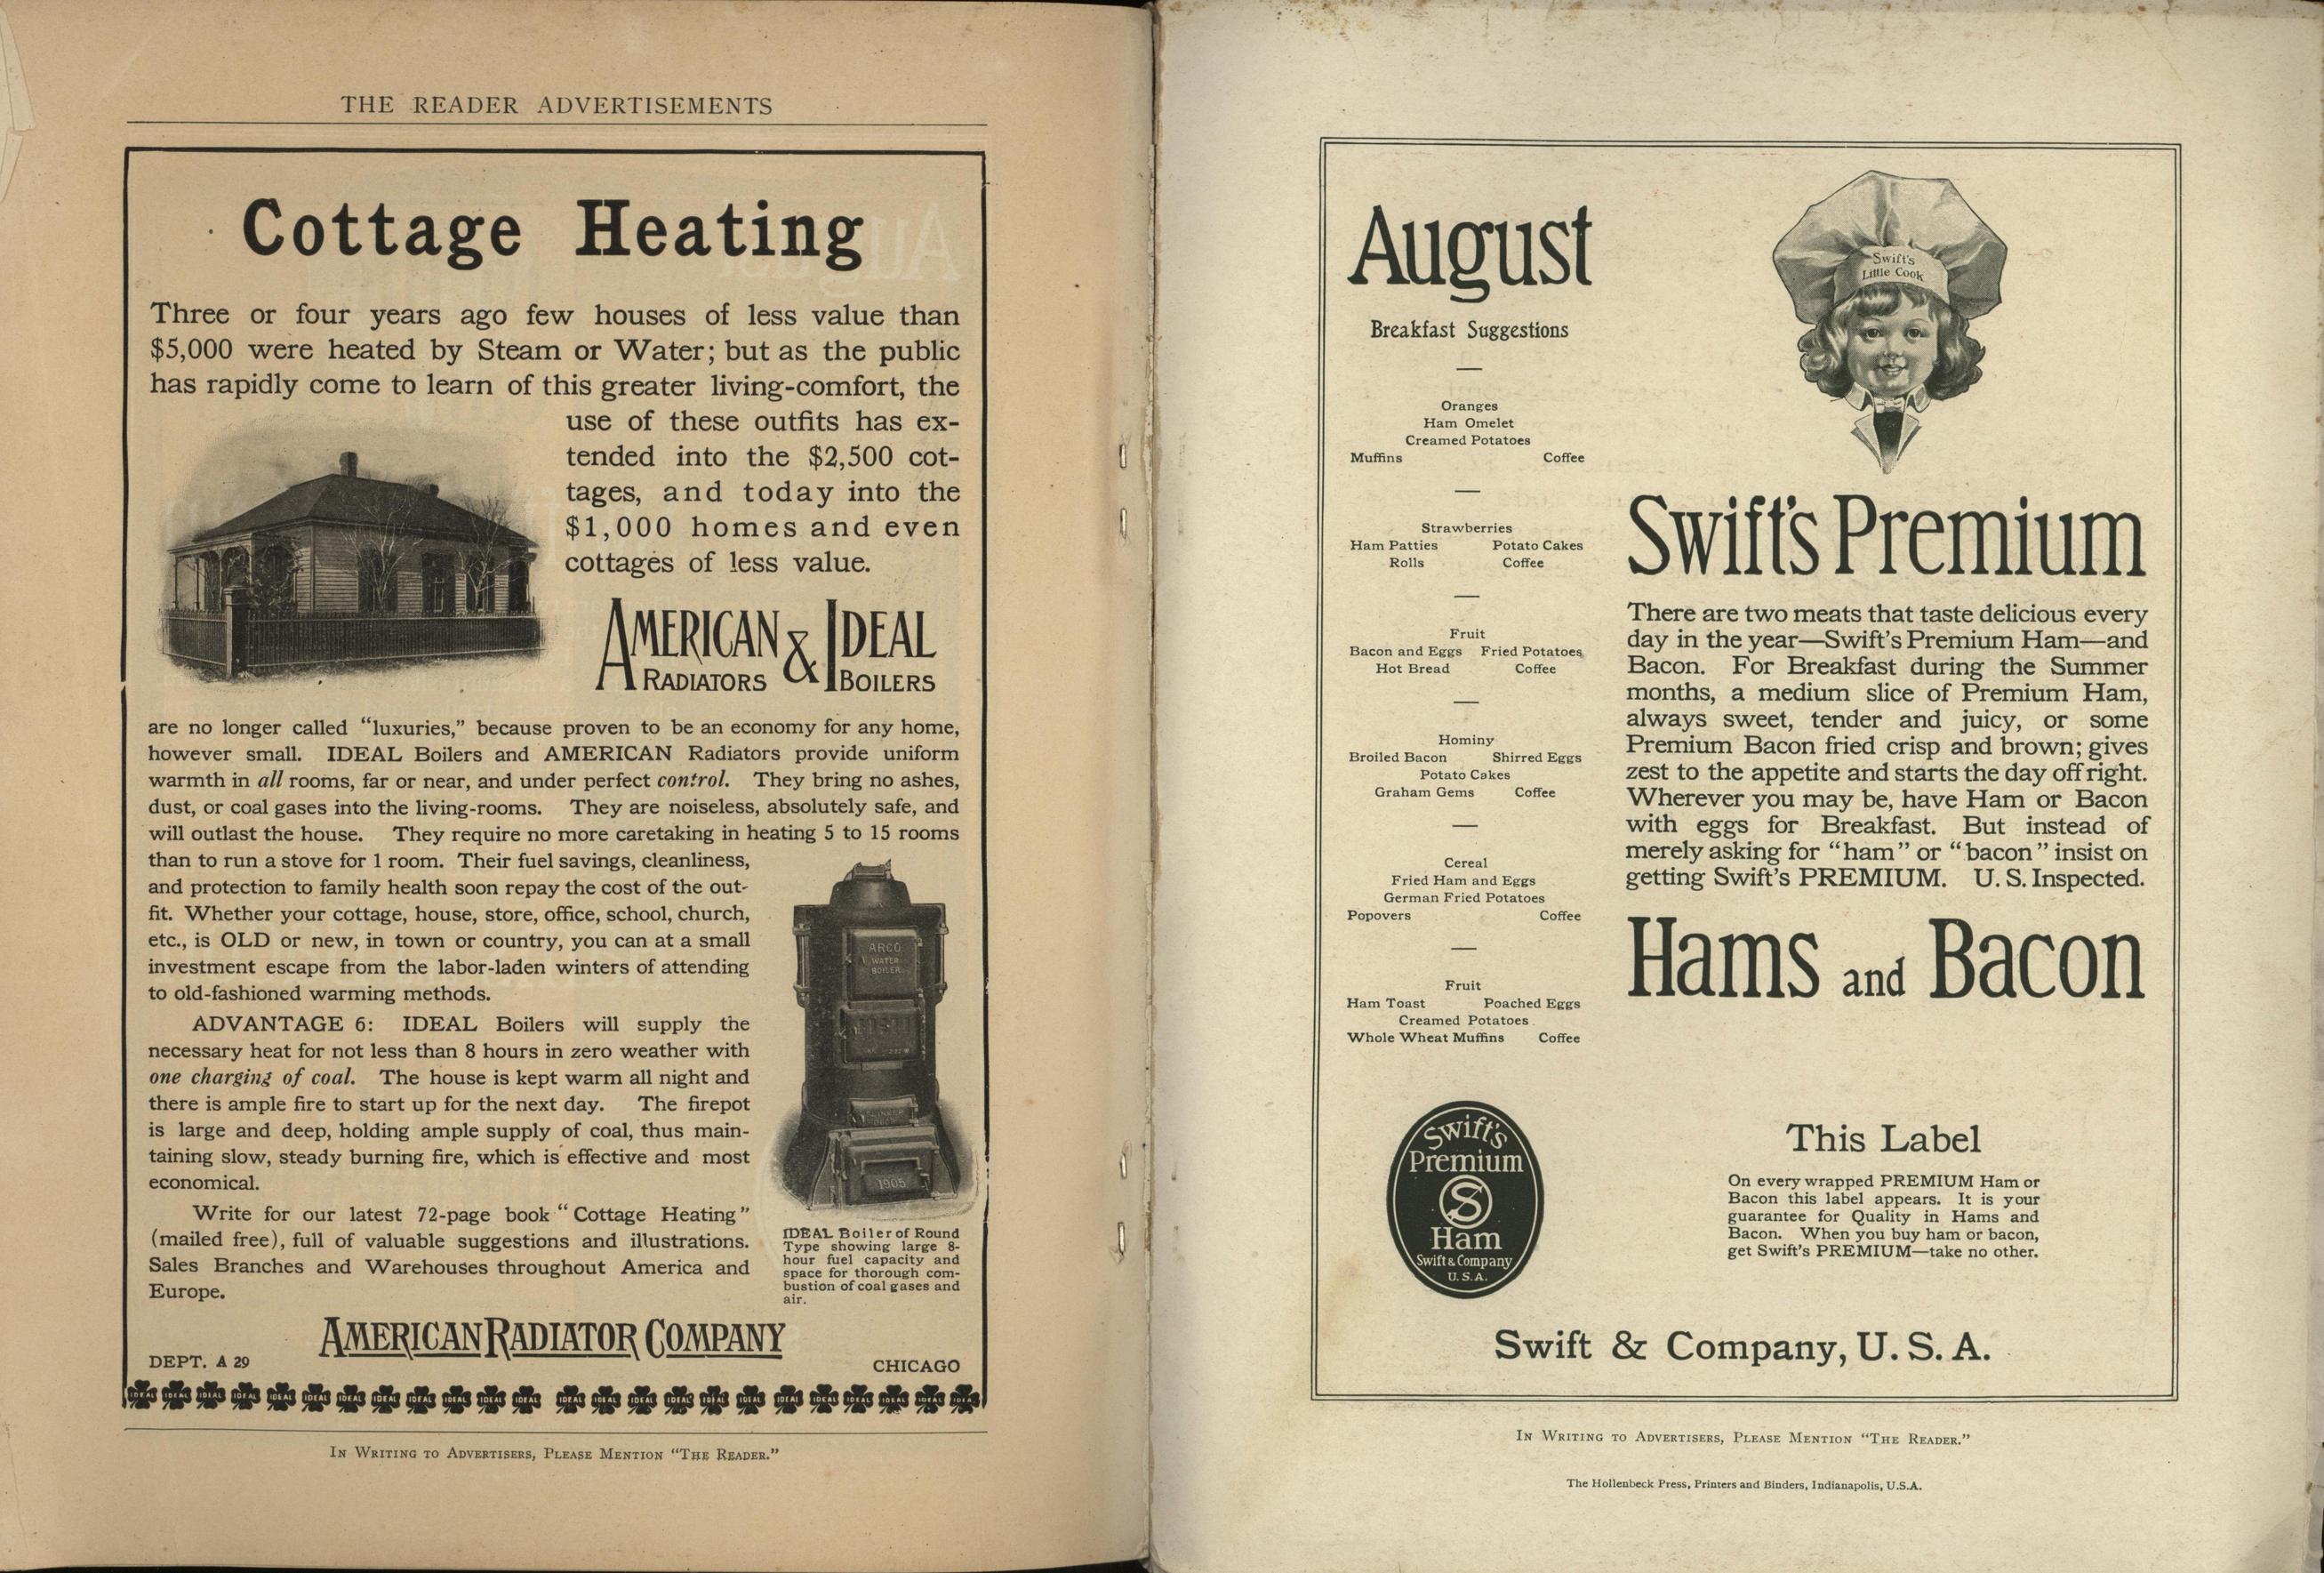 THE READER ADVERTISEMENTS
Cottage Heating
Three or four years ago few houses of less value than
$5,000 were heated by Steam or Water; but as the public
has rapidly come to learn of this greater living-comfort, the
use of these outfits has ex-
tended into the $2,500 cot-
tages, and today into the
$1,000 homes and even
cottages of less value.
AMERICAN & IDEAL
RADIATORS BOILERS
are no longer called "luxuries," because proven to be an economy for any home,
however small. IDEAL Boilers and AMERICAN Radiators provide uniform
warmth in all rooms, far or near, and under perfect control. They bring no ashes,
dust, or coal gases into the living-rooms. They are noiseless, absolutely safe, and
will outlast the house. They require no more caretaking in heating 5 to 15 rooms
than to run a stove for 1 room. Their fuel savings, cleanliness,
and protection to family health soon repay the cost of the out-
fit. Whether your cottage, house, store, office, school, church,
etc., is OLD or new, in town or country, you can at a small
investment escape from the labor-laden winters of attending
to old-fashioned warming methods.
ADVANTAGE 6: IDEAL Boilers will supply the
necessary heat for not less than 8 hours in zero weather with
one charging of coal. The house is kept warm all night and
there is ample fire to start up for the next day. The firepot
is large and deep, holding ample supply of coal, thus main-
taining slow, steady burning fire, which is effective and most
economical.
Write for our latest 72-page book "Cottage Heating"
(mailed free), full of valuable suggestions and illustrations.
Sales Branches and Warehouses throughout America and
Europe.
ARCO
WATER
BOILER
1905
IDEAL Boiler of Round
Type showing large 8-
hour fuel capacity and
space for thorough com-
bustion of coal gases and
air.
AMERICAN RADIATOR COMPANY
DEPT. A 29
CHICAGO
IDEAL IDEAL IDEAL IDEAL IDEAL IDEAL IDEAL IDEAL IDEAL IDEAL IDEAL IDEAL IDEAL IDEAL IDEAL IDEAL IDEAL IDEAL IDEAL IDEAL IDEAL IDEAL IDEAL IDEAL
IN WRITING TO ADVERTISERS, PLEASE MENTION "THE READER."
August
Breakfast Suggestions
Oranges
Ham Omelet
Creamed Potatoes
Muffins Coffee
Strawberries
Ham Patties Potato Cakes
Rolls Coffee
Fruit
Bacon and Eggs Fried Potatoes
Hot Bread Coffee
Hominy
Broiled Bacon Shirred Eggs
Potato Cakes
Graham Gems Coffee
Cereal
Fried Ham and Eggs
German Fried Potatoes
Popovers Coffee
Fruit
Ham Toast Poached Eggs
Creamed Potatoes
Whole Wheat Muffins Coffee
Swift's
Little Cook
Swift's Premium
There are two meats that taste delicious every
day in the year—Swift's Premium Ham—and
Bacon. For Breakfast during the Summer
months, a medium slice of Premium Ham,
always sweet, tender and juicy, or some
Premium Bacon fried crisp and brown; gives
zest to the appetite and starts the day off right.
Wherever you may be, have Ham or Bacon
with eggs for Breakfast. But instead of
merely asking for "ham" or "bacon" insist on
getting Swift's PREMIUM. U. S. Inspected.
Hams and Bacon
Swift's
Premium
S
Ham
Swift & Company
U. S. A.
This Label
On every wrapped PREMIUM Ham or
Bacon this label appears. It is your
guarantee for Quality in Hams and
Bacon. When you buy ham or bacon,
get Swift's PREMIUM—take no other.
Swift & Company, U. S. A.
IN WRITING TO ADVERTISERS, PLEASE MENTION "THE READER."
The Hollenbeck Press, Printers and Binders, Indianapolis, U.S.A.